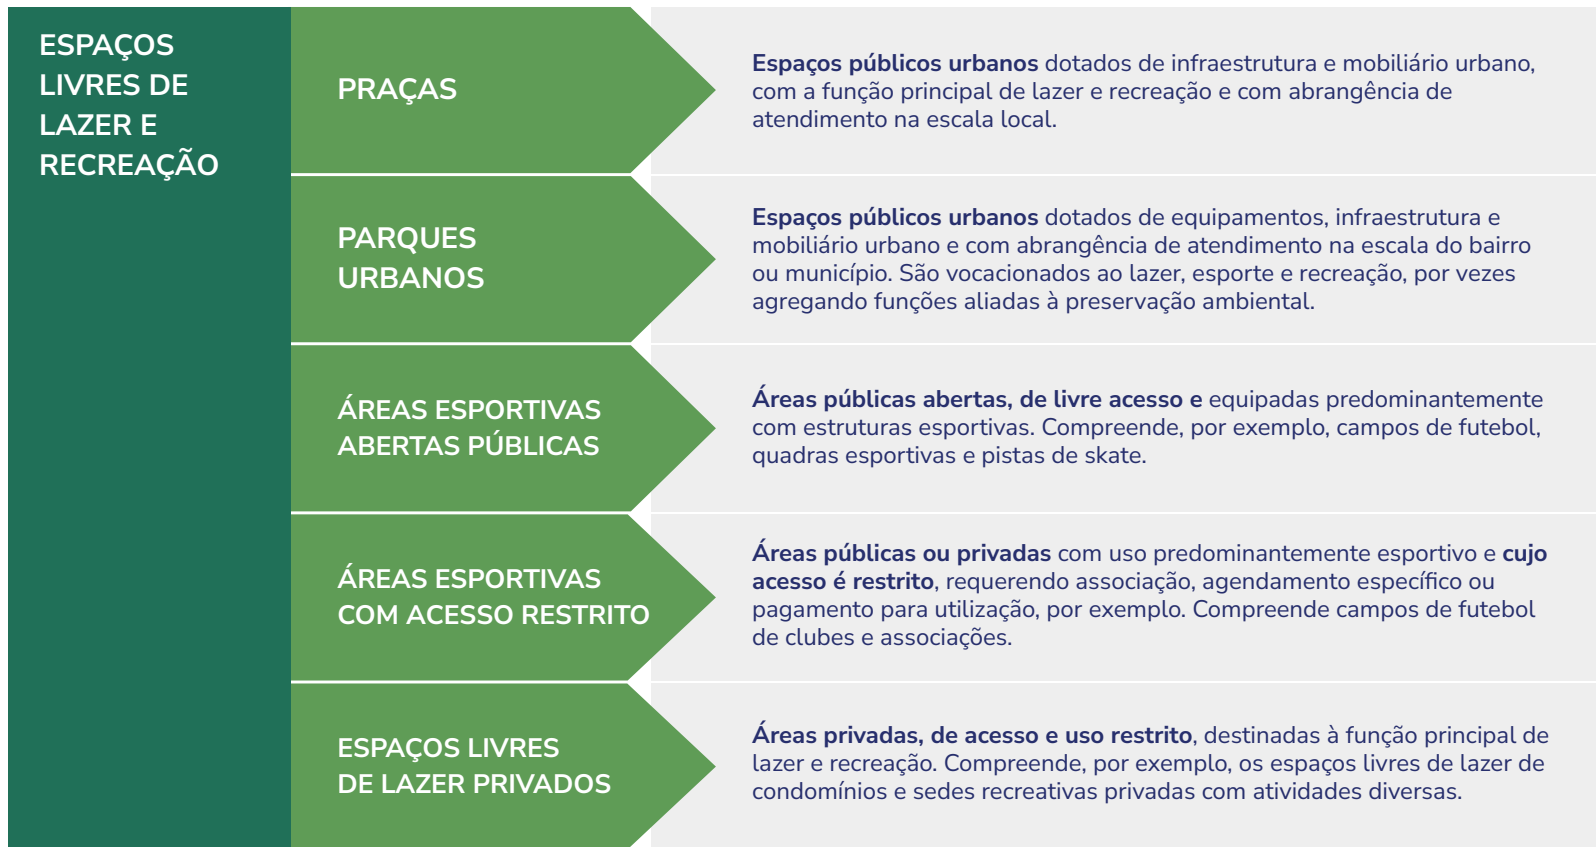 ESPAÇOS
LIVRES DE
LAZER E
RECREAÇÃO
PRAÇAS
Espaços públicos urbanos dotados de infraestrutura e mobiliário urbano,
com a função principal de lazer e recreação e com abrangência de
atendimento na escala local.
PARQUES
URBANOS
Espaços públicos urbanos dotados de equipamentos, infraestrutura e
mobiliário urbano e com abrangência de atendimento na escala do bairro
ou município. São vocacionados ao lazer, esporte e recreação, por vezes
agregando funções aliadas à preservação ambiental.
ÁREAS ESPORTIVAS
ABERTAS PÚBLICAS
Áreas públicas abertas, de livre acesso e equipadas predominantemente
com estruturas esportivas. Compreende, por exemplo, campos de futebol,
quadras esportivas e pistas de skate.
ÁREAS ESPORTIVAS
COM ACESSO RESTRITO
Áreas públicas ou privadas com uso predominantemente esportivo e cujo
acesso é restrito, requerendo associação, agendamento específico ou
pagamento para utilização, por exemplo. Compreende campos de futebol
de clubes e associações.
ESPAÇOS LIVRES
DE LAZER PRIVADOS
Áreas privadas, de acesso e uso restrito, destinadas à função principal de
lazer e recreação. Compreende, por exemplo, os espaços livres de lazer de
condomínios e sedes recreativas privadas com atividades diversas.